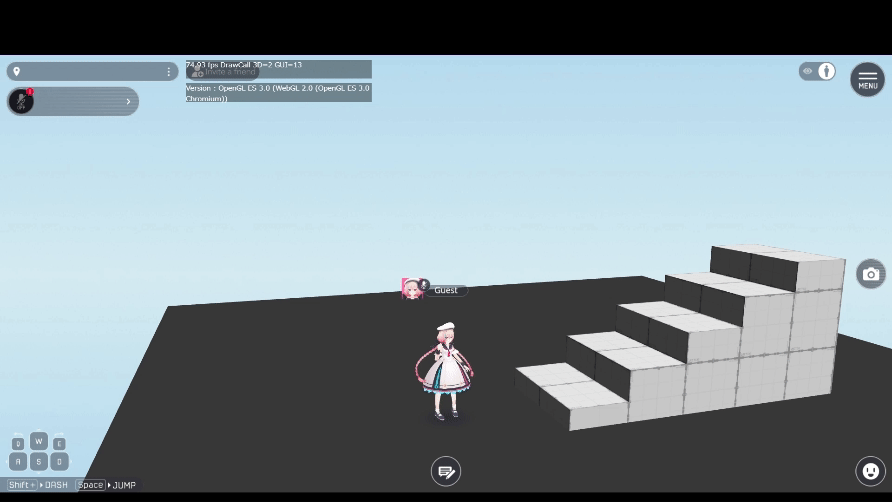 74.93 fps DrawCall 3D=2 GUI=13
Invite a friend
Version : OpenGL ES 3.0 (WebGL 2.0 (OpenGL ES 3.0
Chromium))
1
MENU
Guest
Q W E
A S D
Shift + DASH Space JUMP